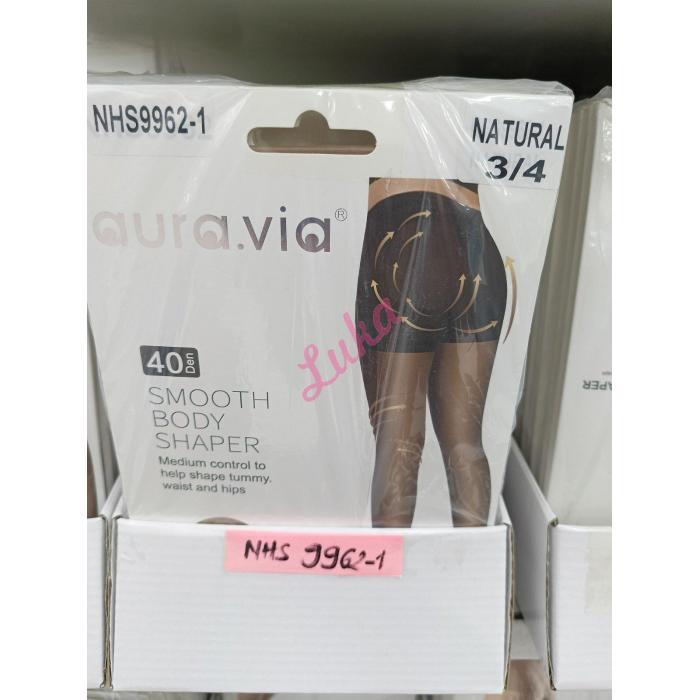 NHS9962-1
NATURAL
3/4
aura.via®
40 Den
SMOOTH
BODY
SHAPER
Medium control to
help shape tummy.
waist and hips
Luka
NHS 9962-1